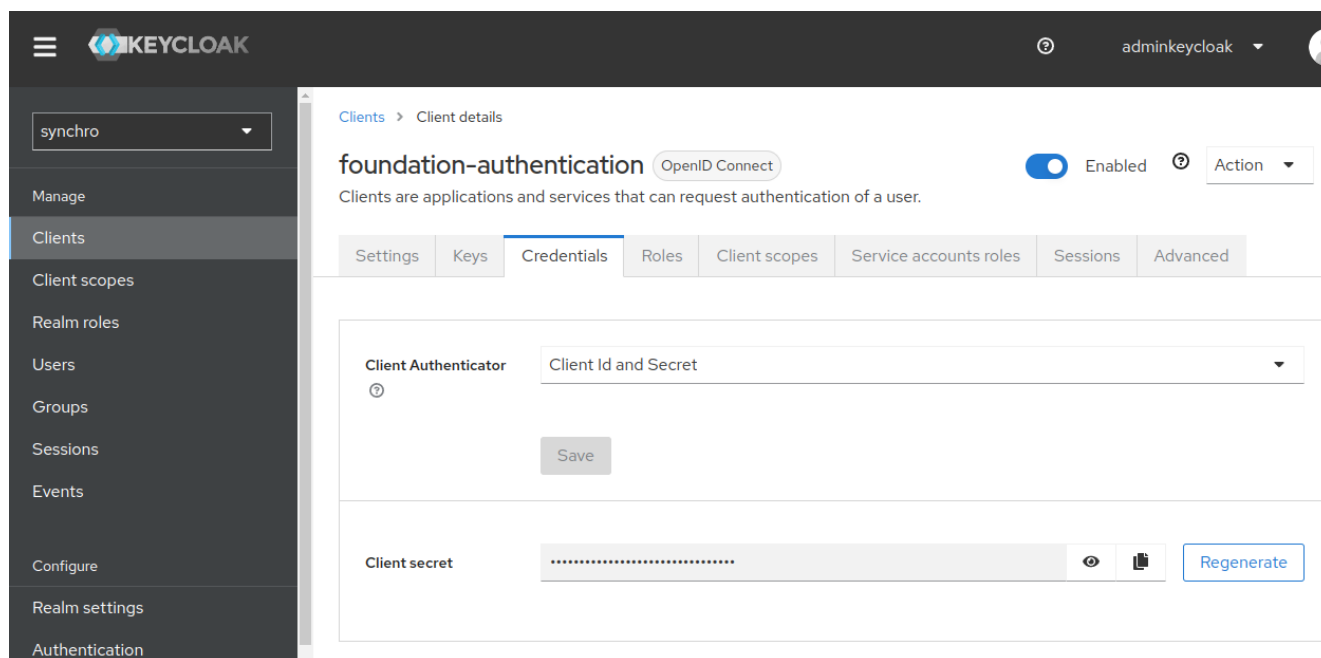 KEYCLOAK
adminkeycloak
synchro
Manage
Clients
Client scopes
Realm roles
Users
Groups
Sessions
Events
Configure
Realm settings
Authentication
Clients > Client details
foundation-authentication OpenID Connect
Enabled
Action
Clients are applications and services that can request authentication of a user.
Settings Keys Credentials Roles Client scopes Service accounts roles Sessions Advanced
Client Authenticator
Client Id and Secret
Save
Client secret
••••••••••••••••••••••••••••••••
Regenerate